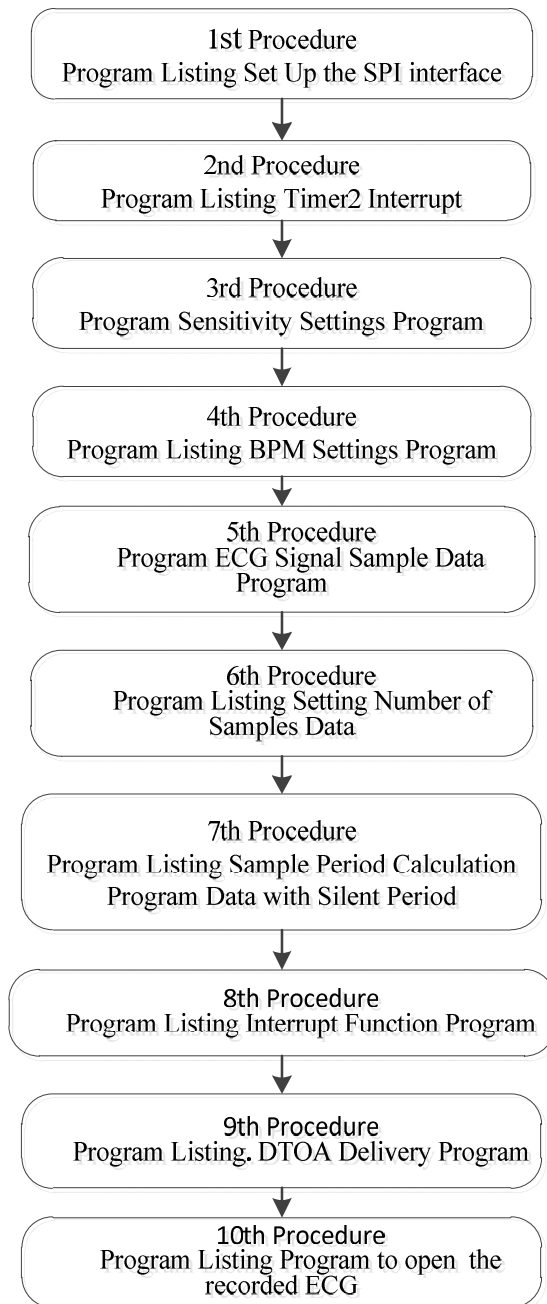 1st Procedure
Program Listing Set Up the SPI interface
2nd Procedure
Program Listing Timer2 Interrupt
3rd Procedure
Program Sensitivity Settings Program
4th Procedure
Program Listing BPM Settings Program
5th Procedure
Program ECG Signal Sample Data
Program
6th Procedure
Program Listing Setting Number of
Samples Data
7th Procedure
Program Listing Sample Period Calculation
Program Data with Silent Period
8th Procedure
Program Listing Interrupt Function Program
9th Procedure
Program Listing. DTOA Delivery Program
10th Procedure
Program Listing Program to open the
recorded ECG